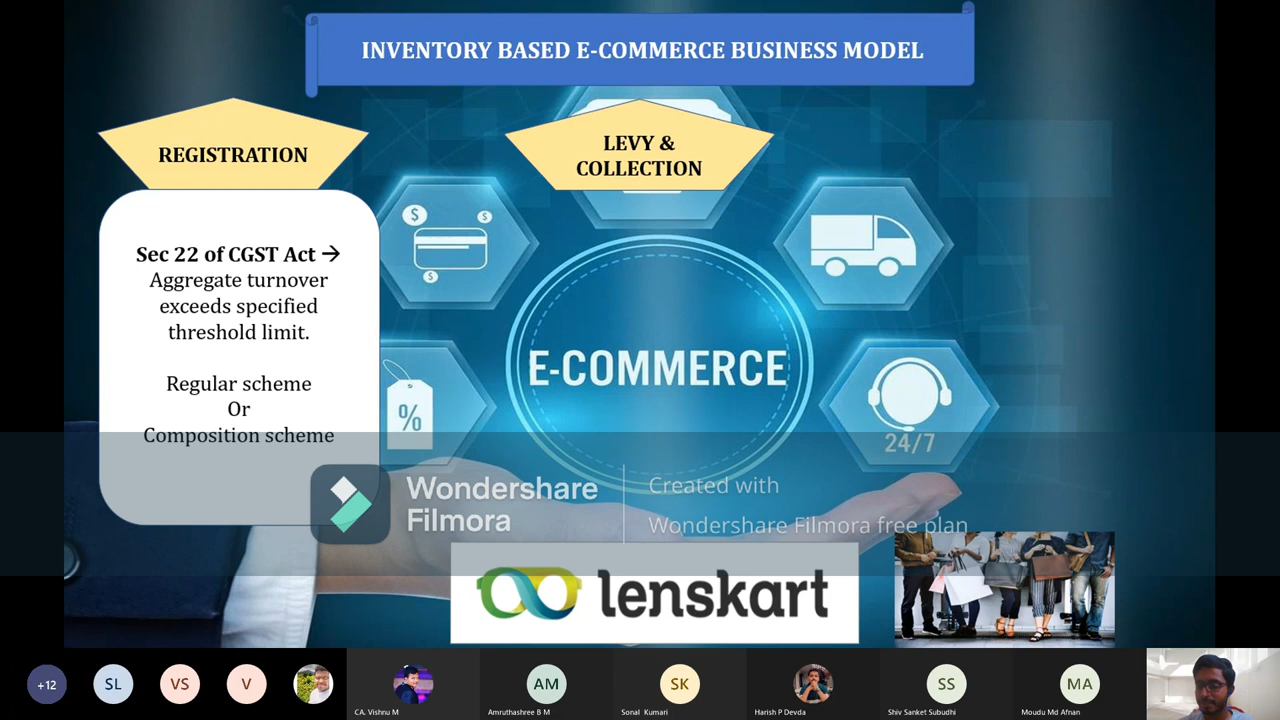 INVENTORY BASED E-COMMERCE BUSINESS MODEL
REGISTRATION
LEVY &
COLLECTION
Sec 22 of CGST Act →
Aggregate turnover
exceeds specified
threshold limit.
Regular scheme
Or
Composition scheme
$
$
$
%
E-COMMERCE
24/7
Wondershare
Filmora
Created with
Wondershare Filmora free plan
lenskart
+12
SL
VS
V
CA. Vishnu M
AM
Amruthashree B M
SK
Sonal Kumari
Harish P Devda
SS
Shiv Sanket Subudhi
MA
Moudu Md Afnan